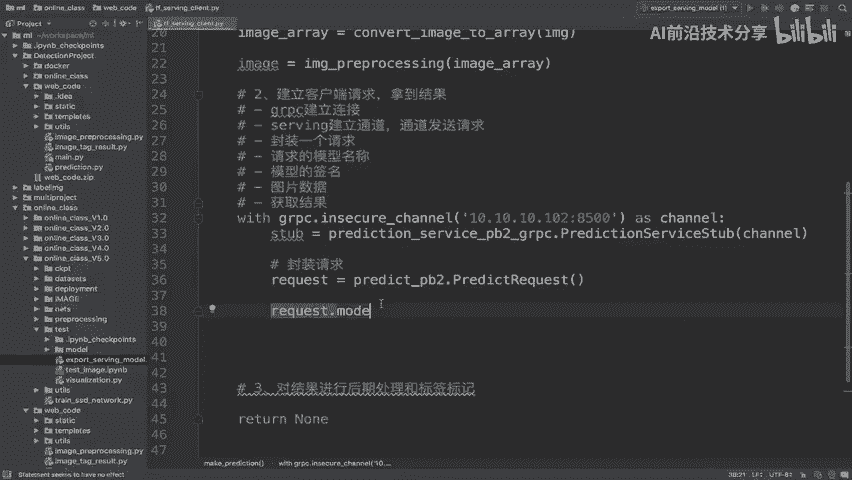 ml online_class web_code tf_serving_client.py
export_serving_model (1)
AI前沿技术分享 bilibili
Project
tf_serving_client.py
ml ~/workspace/ml
.ipynb_checkpoints
DetectionProject
docker
online_class
web_code
.idea
static
templates
utils
image_preprocessing.py
image_tag_result.py
main.py
prediction.py
web_code.zip
labelImg
multiproject
online_class
online_class_V1.0
online_class_V2.0
online_class_V3.0
online_class_V4.0
online_class_V5.0
ckpt
datasets
deployment
IMAGE
nets
preprocessing
test
.ipynb_checkpoints
model
export_serving_model
test_image.ipynb
visualization.py
utils
train_ssd_network.py
web_code
static
templates
utils
image_preprocessing.py
image_tag_result.py
20 image_array = convert_image_to_array(img)
21
22 image = img_preprocessing(image_array)
23
24 # 2、建立客户端请求，拿到结果
25 # - grpc建立连接
26 # - serving建立通道，通道发送请求
27 # - 封装一个请求
28 # - 请求的模型名称
29 # - 模型的签名
30 # - 图片数据
31 # - 获取结果
32 with grpc.insecure_channel('10.10.10.102:8500') as channel:
33 stub = prediction_service_pb2_grpc.PredictionServiceStub(channel)
34
35 # 封装请求
36 request = predict_pb2.PredictRequest()
37
38 request.mode
39
40
41
42
43 # 3、对结果进行后期处理和标签标记
44
45 return None
46
47
make_prediction() with grpc.insecure_channel('10....
Statement seems to have no effect
38:21 LF: UTF-8: